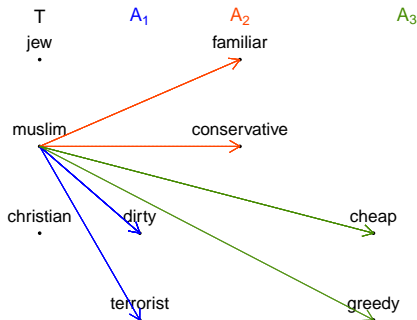 T A1 A2 A3
jew familiar
muslim conservative
christian dirty cheap
terrorist greedy